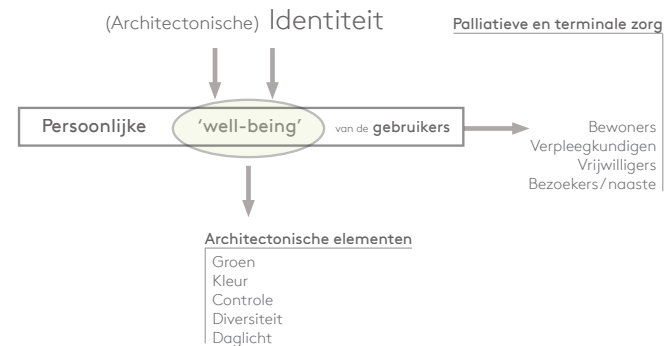 (Architectonische) Identiteit
Palliatieve en terminale zorg
Persoonlijke 'well-being' van de gebruikers
Bewoners
Verpleegkundigen
Vrijwilligers
Bezoekers/naaste
Architectonische elementen
Groen
Kleur
Controle
Diversiteit
Daglicht